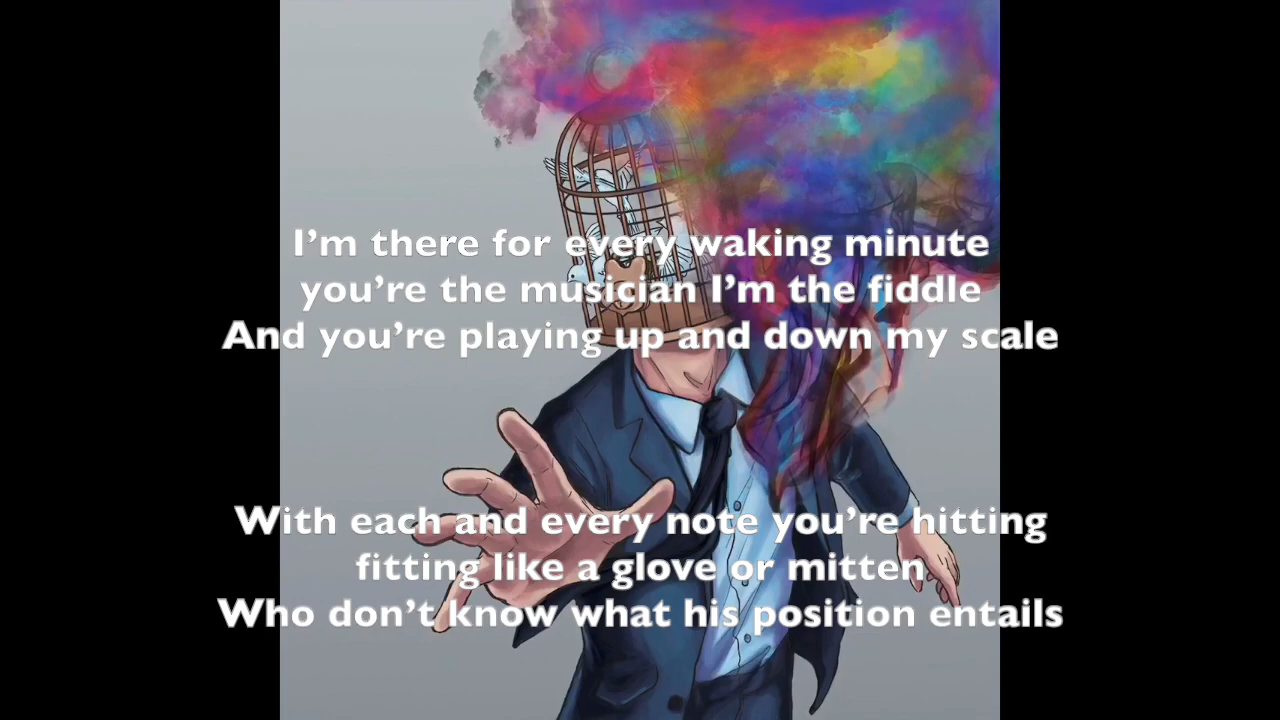 I’m there for every waking minute
you’re the musician I’m the fiddle
And you’re playing up and down my scale
With each and every note you’re hitting
fitting like a glove or mitten
Who don’t know what his position entails